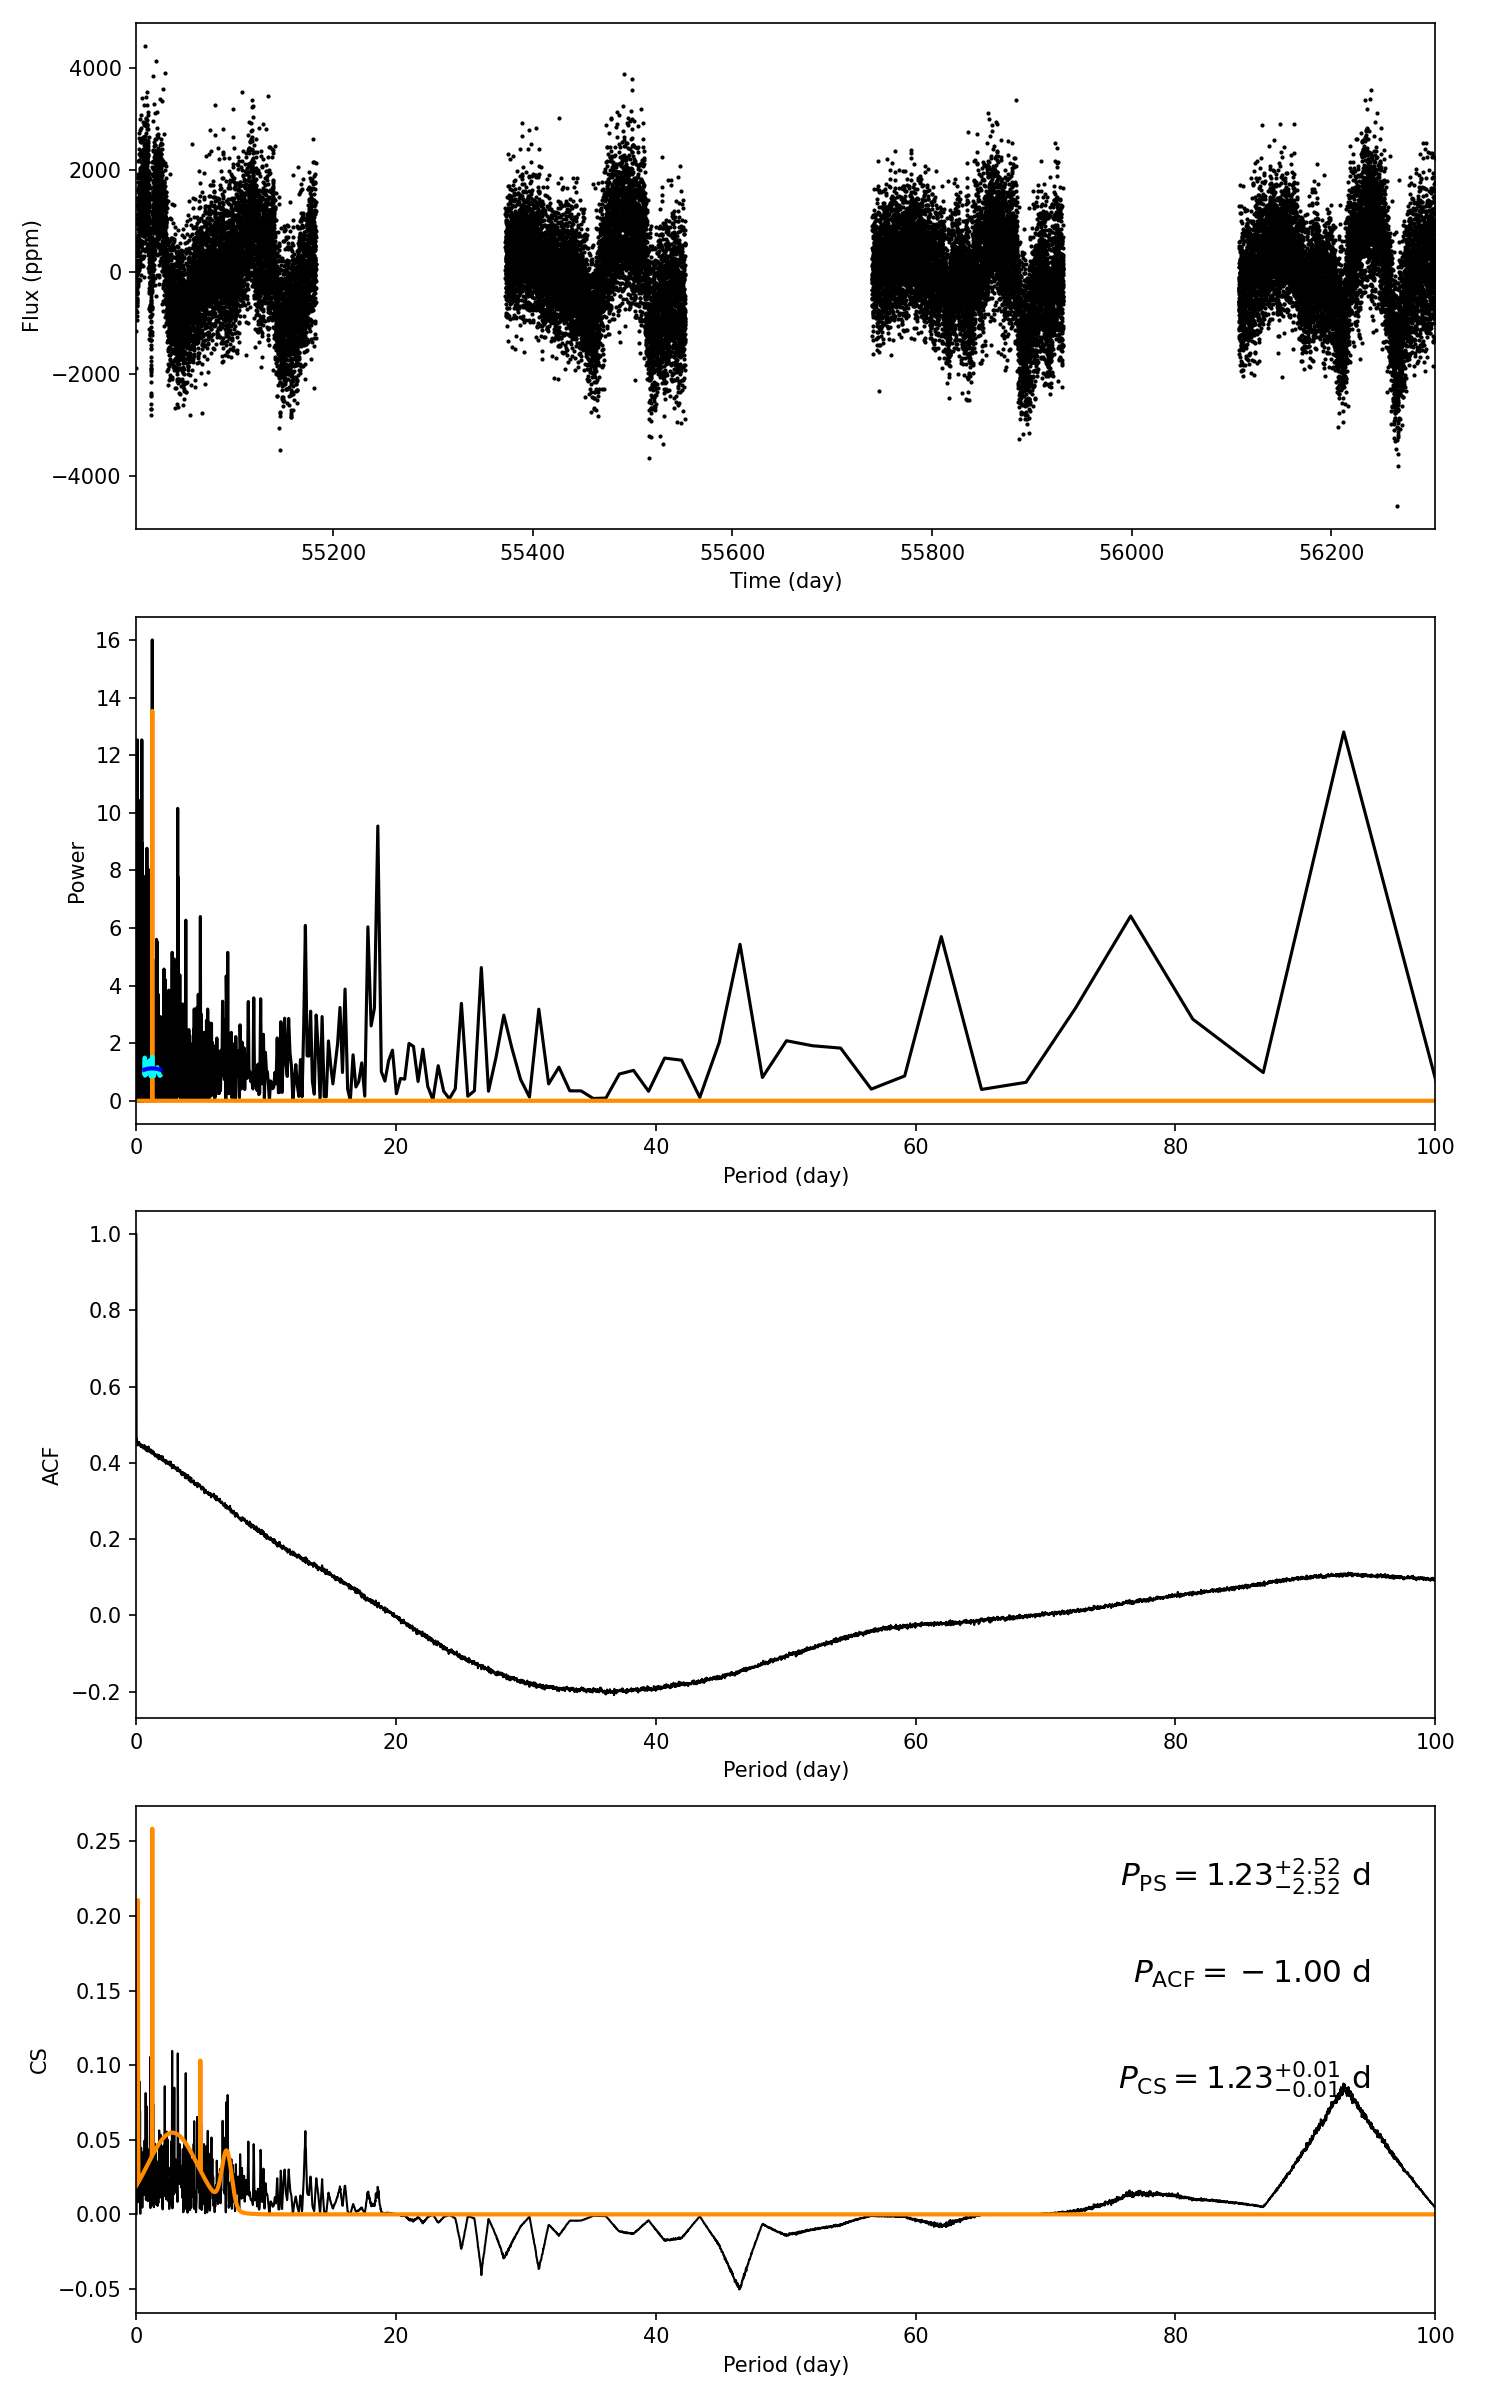 4000
2000
0
−2000
−4000
Flux (ppm)
55200 55400 55600 55800 56000 56200
Time (day)
16
14
12
10
8
6
4
2
0
Power
0 20 40 60 80 100
Period (day)
1.0
0.8
0.6
0.4
0.2
0.0
−0.2
ACF
0 20 40 60 80 100
Period (day)
0.25
0.20
0.15
0.10
0.05
0.00
−0.05
CS
P_PS = 1.23^{+2.52}_{−2.52} d
P_ACF = −1.00 d
P_CS = 1.23^{+0.01}_{−0.01} d
0 20 40 60 80 100
Period (day)